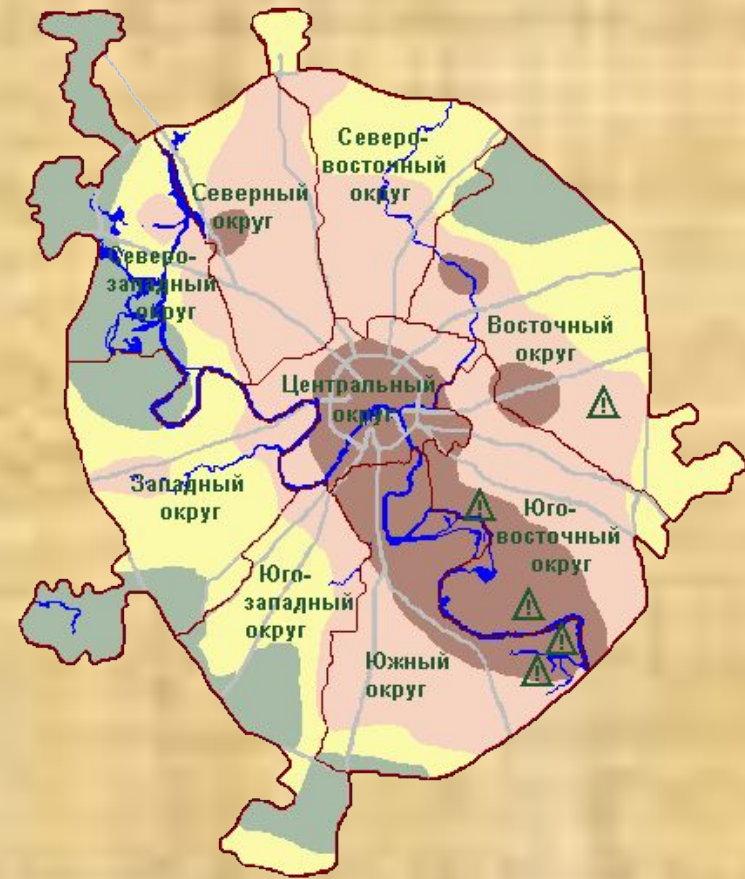 Северо-
восточный
округ
Северный
округ
Северо-
западный
округ
Восточный
округ
Центральный
округ
Западный
округ
Юго-
восточный
округ
Юго-
западный
округ
Южный
округ